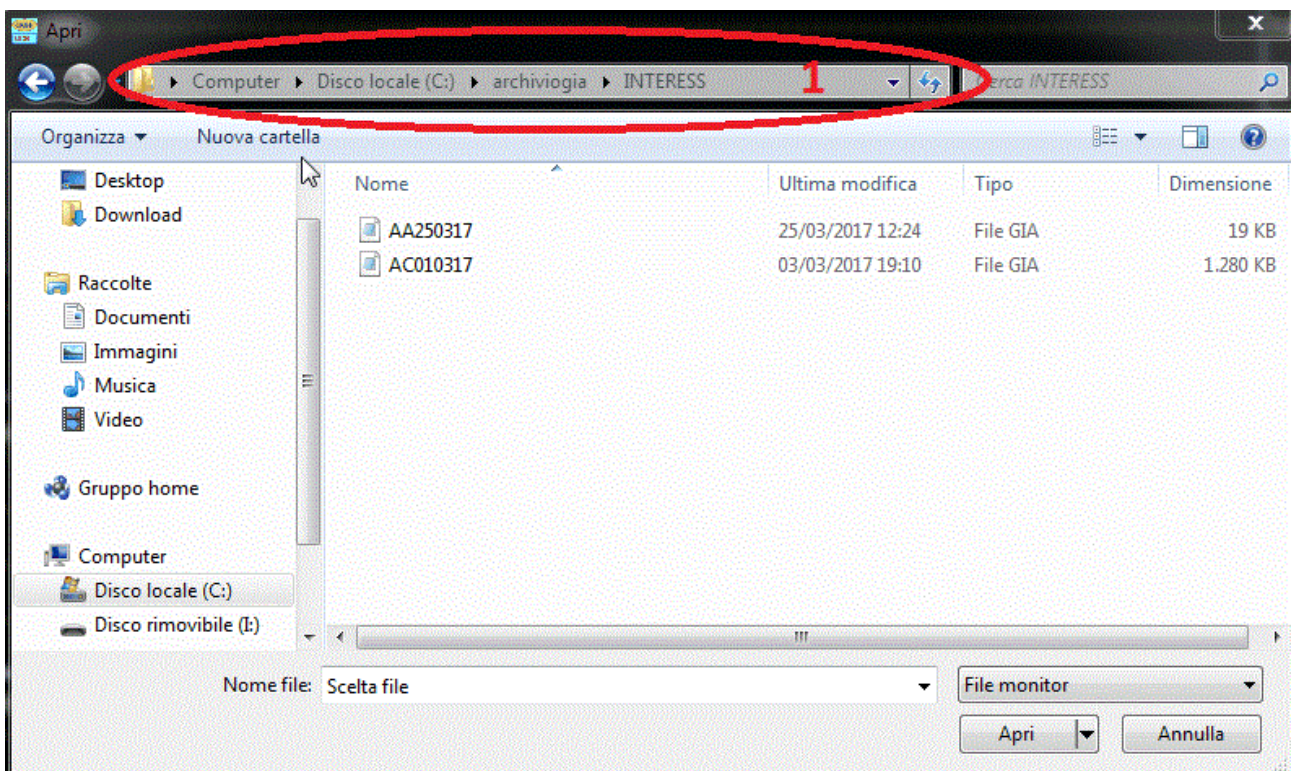 Apri
Computer Disco locale (C:) archiviogia INTERESS 1 Cerca INTERESS
Organizza Nuova cartella
Desktop
Download
Raccolte
Documenti
Immagini
Musica
Video
Gruppo home
Computer
Disco locale (C:)
Disco rimovibile (I:)
Nome Ultima modifica Tipo Dimensione
AA250317 25/03/2017 12:24 File GIA 19 KB
AC010317 03/03/2017 19:10 File GIA 1.280 KB
Nome file: Scelta file File monitor
Apri Annulla